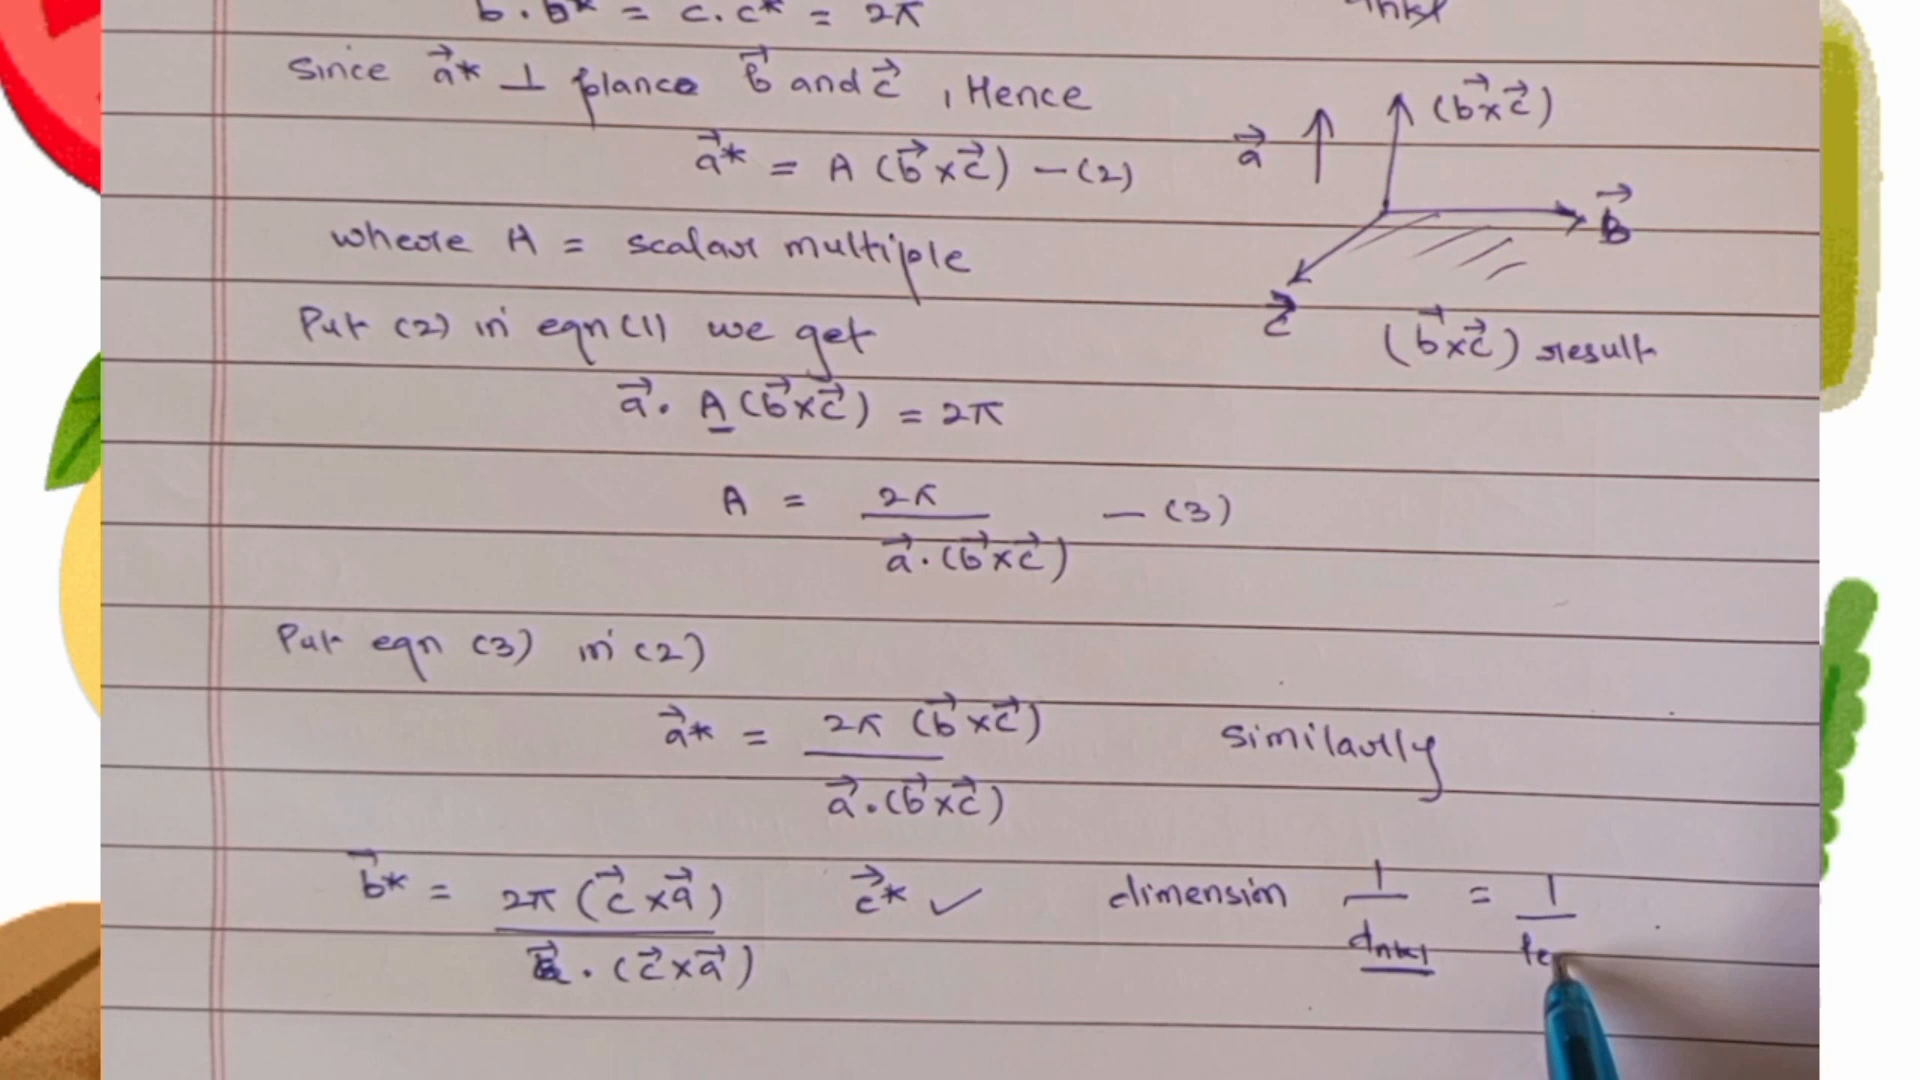 b . b* = c . c* = 2π
Since a⃗* ⊥ plance b⃗ and c⃗ , Hence
a⃗* = A (b⃗ × c⃗) — (2)
where A = scalar multiple
Put (2) in eqn (1) we get
a⃗ . A (b⃗ × c⃗) = 2π
A = 2π / a⃗ . (b⃗ × c⃗) — (3)
Put eqn (3) in (2)
a⃗* = 2π (b⃗ × c⃗) / a⃗ . (b⃗ × c⃗) Similarly
b⃗* = 2π (c⃗ × a⃗) / b⃗ . (c⃗ × a⃗) c⃗* ✓ dimension 1 / dhkl = 1 / le
a⃗
(b⃗ × c⃗)
B⃗
c⃗
(b⃗ × c⃗) result